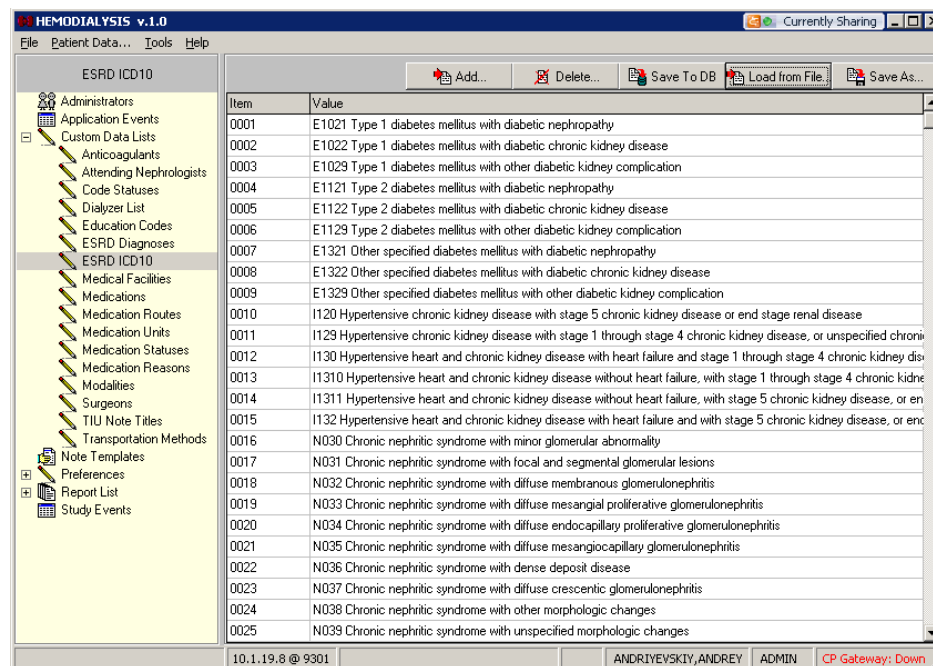 HEMODIALYSIS v.1.0
Currently Sharing
File Patient Data... Tools Help
ESRD ICD10
Add... Delete... Save To DB Load from File.. Save As...
Administrators
Application Events
Custom Data Lists
Anticoagulants
Attending Nephrologists
Code Statuses
Dialyzer List
Education Codes
ESRD Diagnoses
ESRD ICD10
Medical Facilities
Medications
Medication Routes
Medication Units
Medication Statuses
Medication Reasons
Modalities
Surgeons
TIU Note Titles
Transportation Methods
Note Templates
Preferences
Report List
Study Events
Item Value
0001 E1021 Type 1 diabetes mellitus with diabetic nephropathy
0002 E1022 Type 1 diabetes mellitus with diabetic chronic kidney disease
0003 E1029 Type 1 diabetes mellitus with other diabetic kidney complication
0004 E1121 Type 2 diabetes mellitus with diabetic nephropathy
0005 E1122 Type 2 diabetes mellitus with diabetic chronic kidney disease
0006 E1129 Type 2 diabetes mellitus with other diabetic kidney complication
0007 E1321 Other specified diabetes mellitus with diabetic nephropathy
0008 E1322 Other specified diabetes mellitus with diabetic chronic kidney disease
0009 E1329 Other specified diabetes mellitus with other diabetic kidney complication
0010 I120 Hypertensive chronic kidney disease with stage 5 chronic kidney disease or end stage renal disease
0011 I129 Hypertensive chronic kidney disease with stage 1 through stage 4 chronic kidney disease, or unspecified chroni
0012 I130 Hypertensive heart and chronic kidney disease with heart failure and stage 1 through stage 4 chronic kidney dis
0013 I1310 Hypertensive heart and chronic kidney disease without heart failure, with stage 1 through stage 4 chronic kidne
0014 I1311 Hypertensive heart and chronic kidney disease without heart failure, with stage 5 chronic kidney disease, or en
0015 I132 Hypertensive heart and chronic kidney disease with heart failure and with stage 5 chronic kidney disease, or end
0016 N030 Chronic nephritic syndrome with minor glomerular abnormality
0017 N031 Chronic nephritic syndrome with focal and segmental glomerular lesions
0018 N032 Chronic nephritic syndrome with diffuse membranous glomerulonephritis
0019 N033 Chronic nephritic syndrome with diffuse mesangial proliferative glomerulonephritis
0020 N034 Chronic nephritic syndrome with diffuse endocapillary proliferative glomerulonephritis
0021 N035 Chronic nephritic syndrome with diffuse mesangiocapillary glomerulonephritis
0022 N036 Chronic nephritic syndrome with dense deposit disease
0023 N037 Chronic nephritic syndrome with diffuse crescentic glomerulonephritis
0024 N038 Chronic nephritic syndrome with other morphologic changes
0025 N039 Chronic nephritic syndrome with unspecified morphologic changes
10.1.19.8 @ 9301 ANDRIYEVSKIY,ANDREY ADMIN CP Gateway: Down